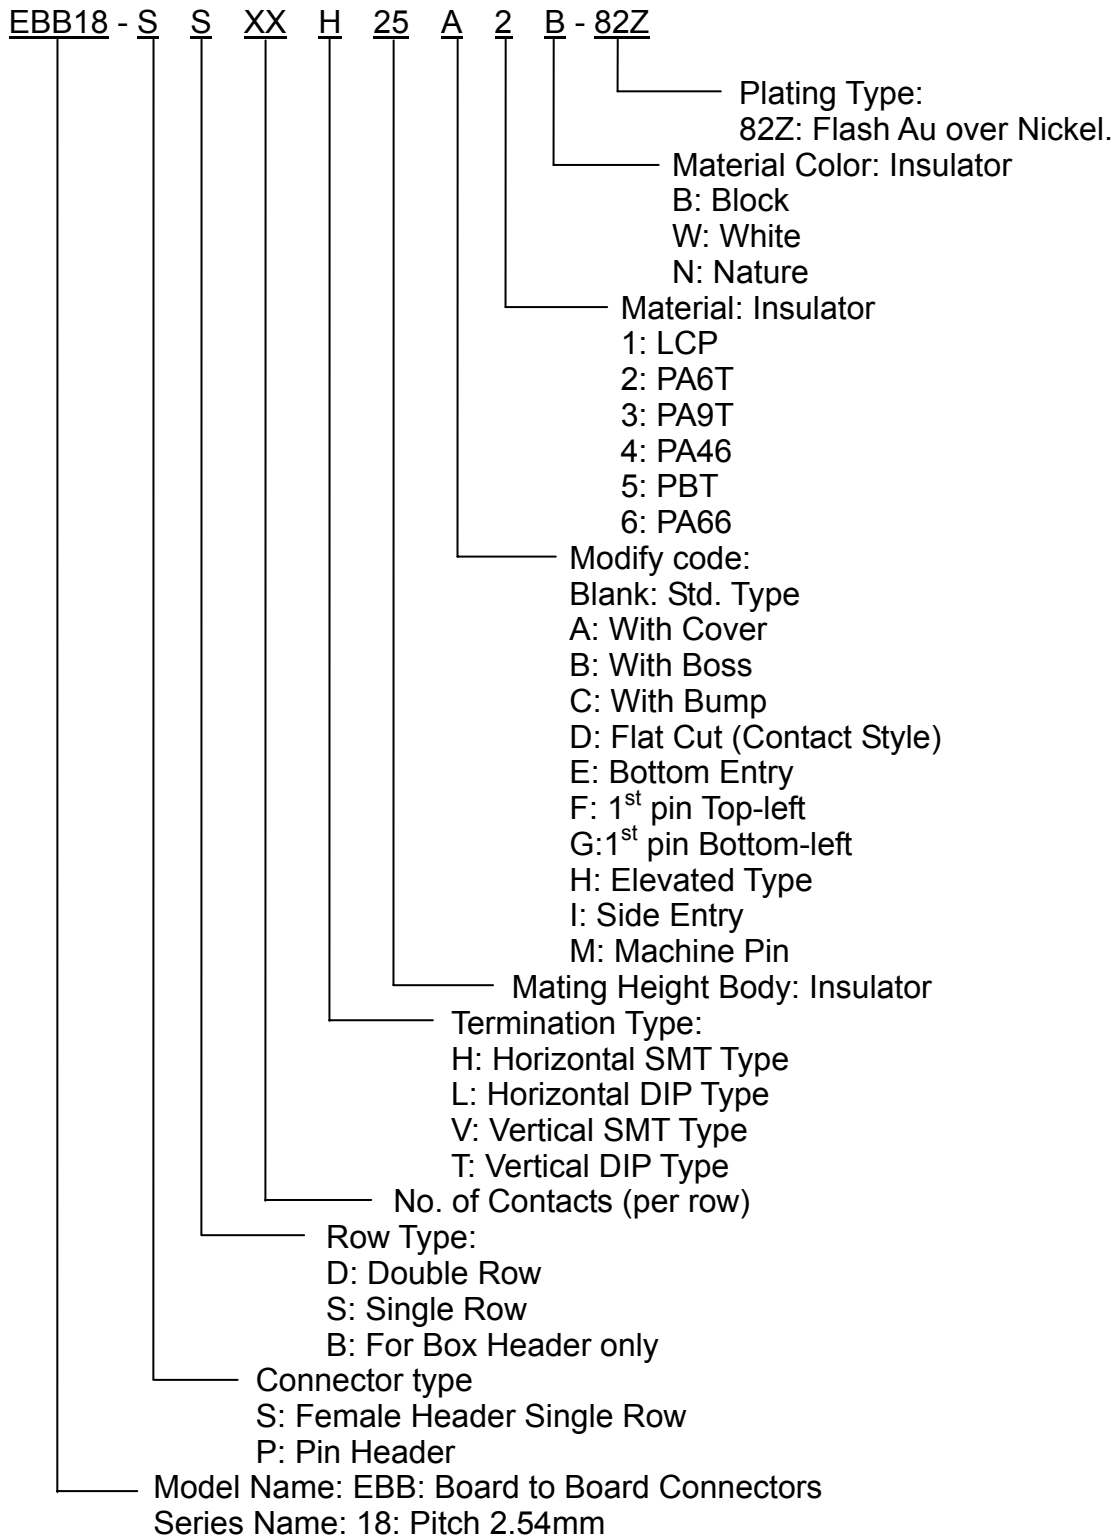 EBB18 - S S XX H 25 A 2 B - 82Z
Plating Type:
82Z: Flash Au over Nickel.
Material Color: Insulator
B: Block
W: White
N: Nature
Material: Insulator
1: LCP
2: PA6T
3: PA9T
4: PA46
5: PBT
6: PA66
Modify code:
Blank: Std. Type
A: With Cover
B: With Boss
C: With Bump
D: Flat Cut (Contact Style)
E: Bottom Entry
F: 1st pin Top-left
G:1st pin Bottom-left
H: Elevated Type
I: Side Entry
M: Machine Pin
Mating Height Body: Insulator
Termination Type:
H: Horizontal SMT Type
L: Horizontal DIP Type
V: Vertical SMT Type
T: Vertical DIP Type
No. of Contacts (per row)
Row Type:
D: Double Row
S: Single Row
B: For Box Header only
Connector type
S: Female Header Single Row
P: Pin Header
Model Name: EBB: Board to Board Connectors
Series Name: 18: Pitch 2.54mm